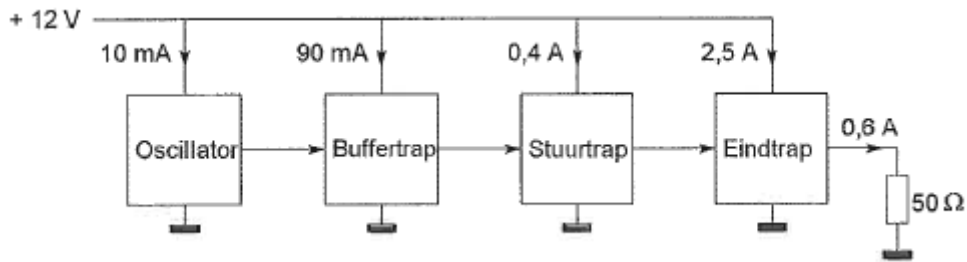 + 12 V
10 mA
90 mA
0,4 A
2,5 A
Oscillator
Buffertrap
Stuurtrap
Eindtrap
0,6 A
50 Ω